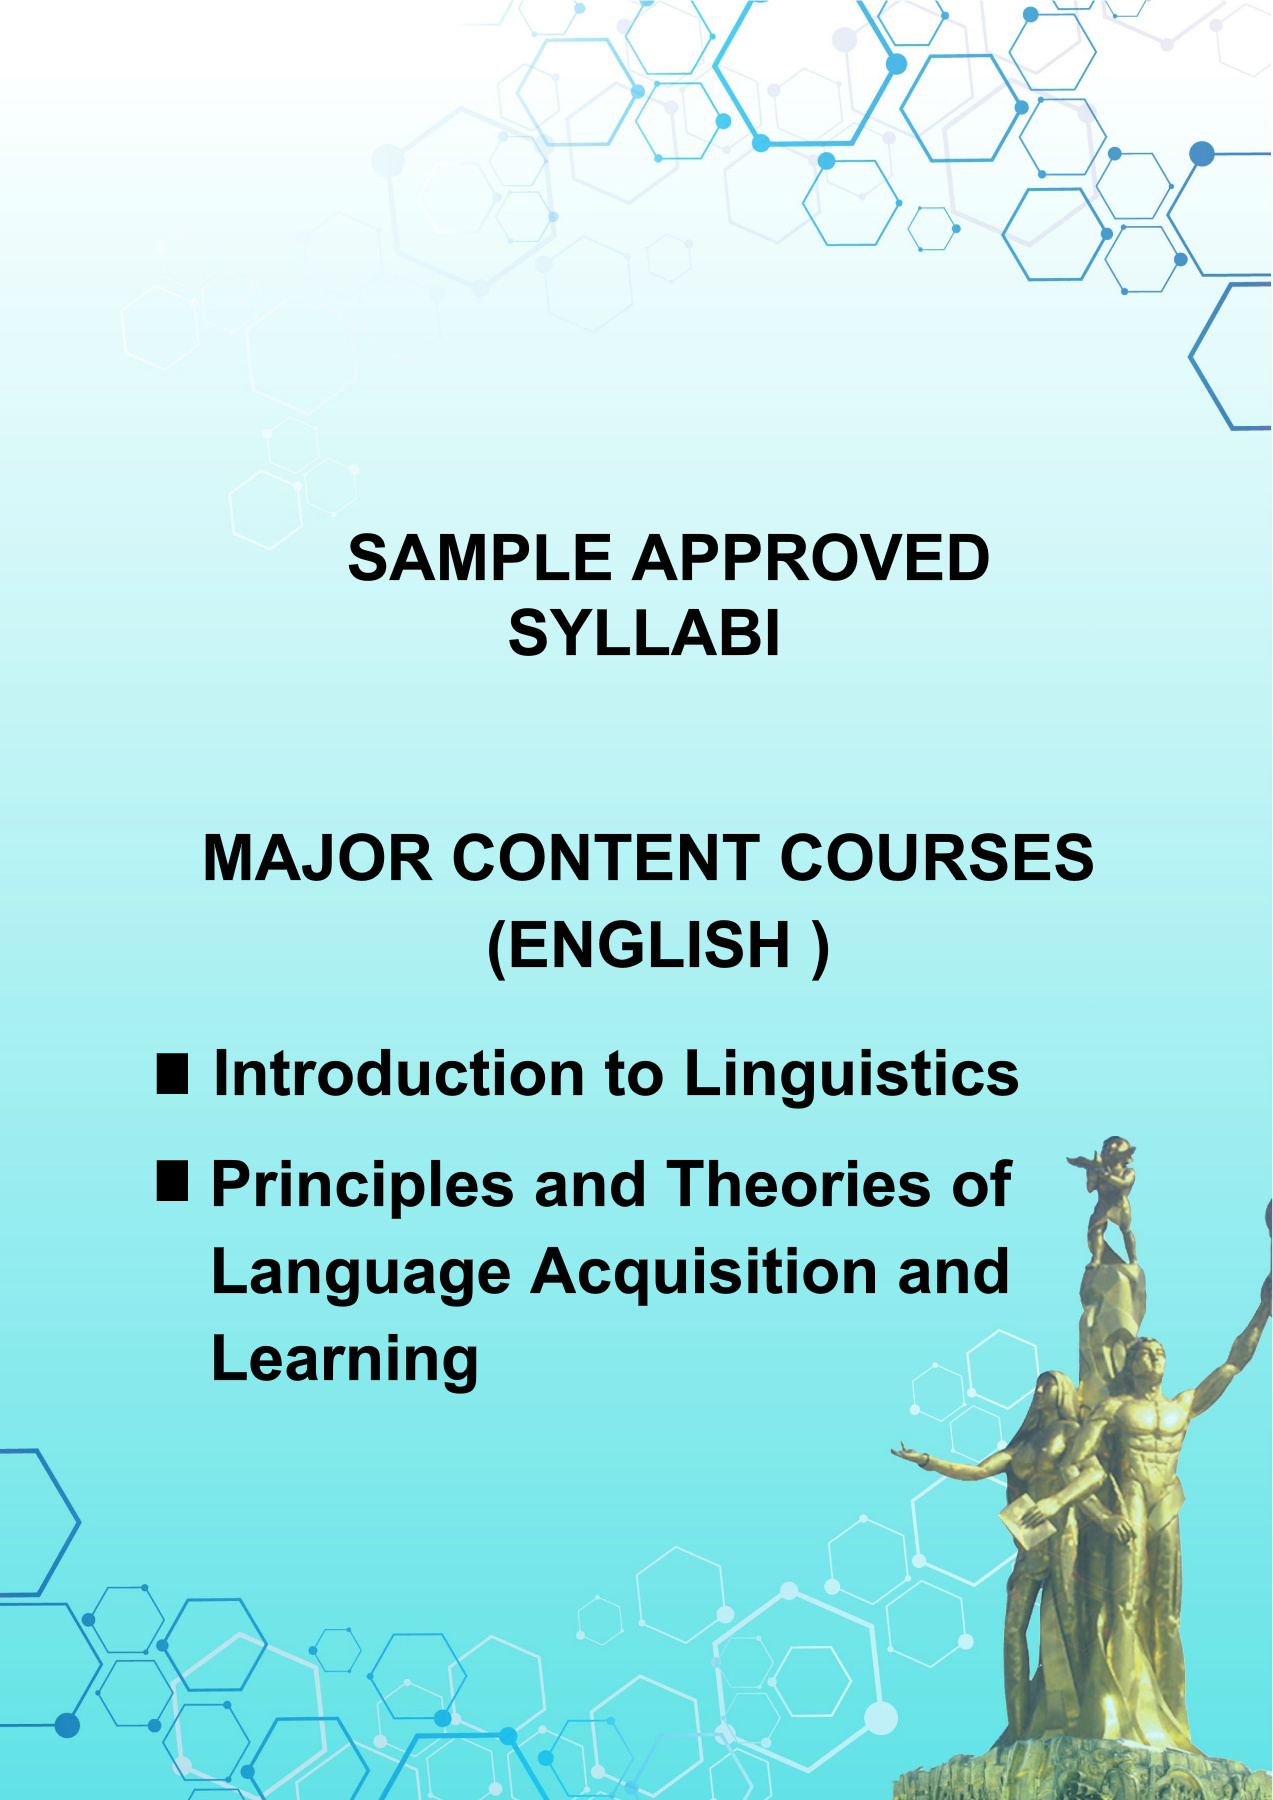 SAMPLE APPROVED
SYLLABI
MAJOR CONTENT COURSES
(ENGLISH )
■ Introduction to Linguistics
■ Principles and Theories of
Language Acquisition and
Learning